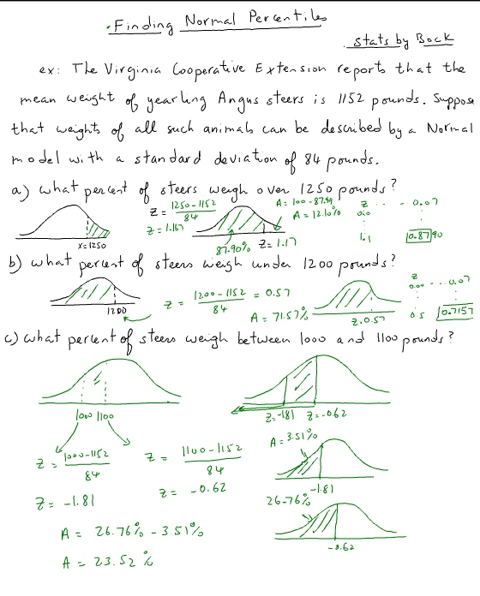 . Finding Normal Percentiles
. Stats by Bock
ex: The Virginia Cooperative Extension reports that the
mean weight of yearling Angus steers is 1152 pounds. Suppose
that weights of all such animals can be described by a Normal
model with a standard deviation of 84 pounds.
a) what percent of steers weigh over 1250 pounds?
x=1250
Z = 1250-1152 / 84
Z = 1.167
87.90% Z = 1.17
A = 100-87.90
A = 12.10%
Z ... 0.07
0.0
1.1 0.8790
b) what percent of steers weigh under 1200 pounds?
1200
Z = 1200-1152 / 84 = 0.57
A = 71.57%
Z=0.57
Z
0.00 ... 0.07
0.5 0.7157
c) what percent of steers weigh between 1000 and 1100 pounds?
1000 1100
Z=-1.81 Z=-0.62
Z = 1000-1152 / 84
Z = 1100-1152 / 84
A = 3.51%
-1.81
Z = -1.81
Z = -0.62
26.76%
-0.62
A = 26.76% - 3.51%
A = 23.52%